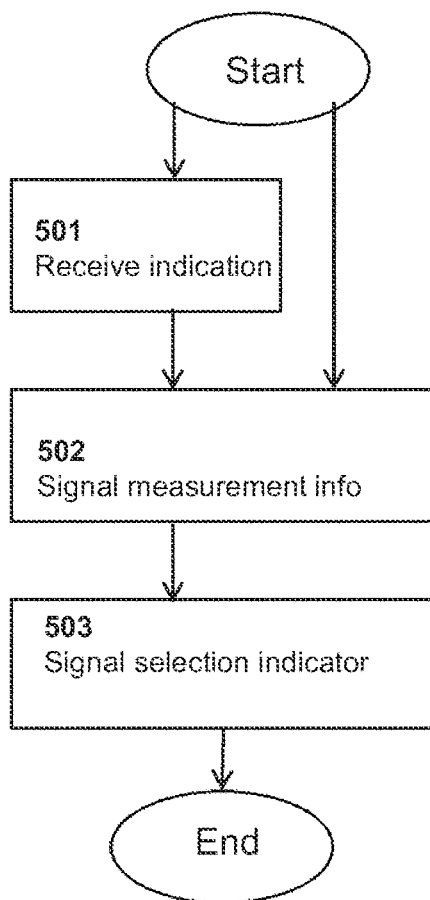 Start
501
Receive indication
502
Signal measurement info
503
Signal selection indicator
End